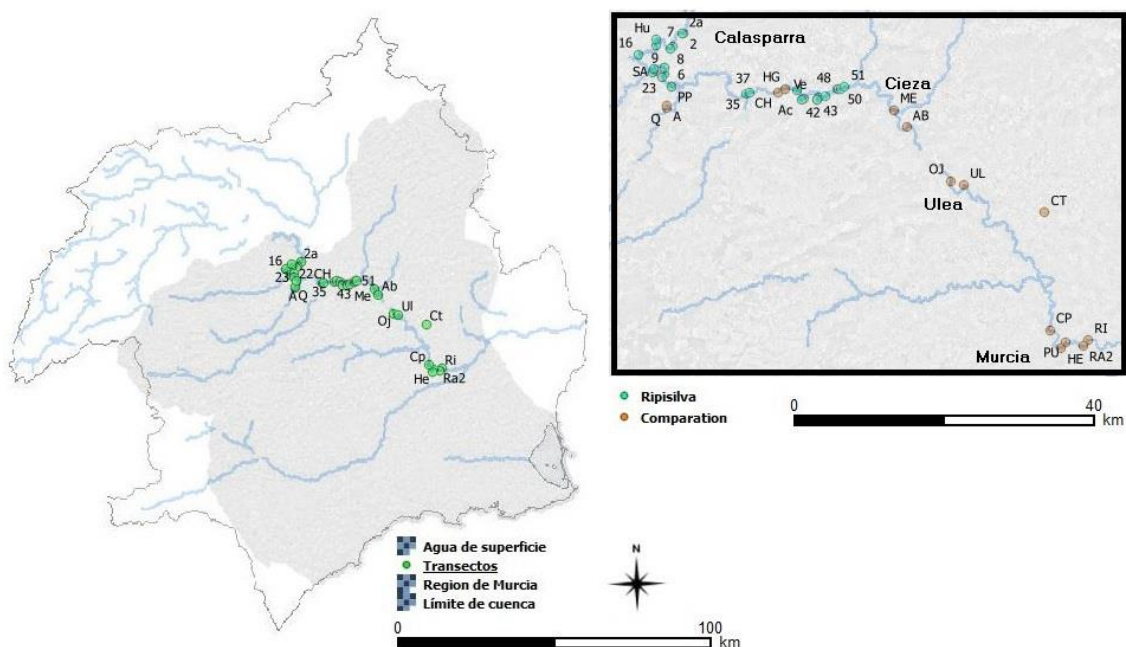 16
2a
23
22CH
AQ
35
43
51
Me
Ab
Oj
Ul
Ct
Cp
He
Ri
Ra2
Agua de superficie
Transectos
Region de Murcia
Límite de cuenca
N
0
100
km
2a
Hu
7
2
Calasparra
16
9
8
SA
6
23
PP
Q
A
37
35
CH
HG
Ve
Ac
42
43
48
51
50
Cieza
ME
AB
OJ
UL
Ulea
CT
CP
PU
HE
RI
RA2
Murcia
Ripisilva
Comparation
0
40
km